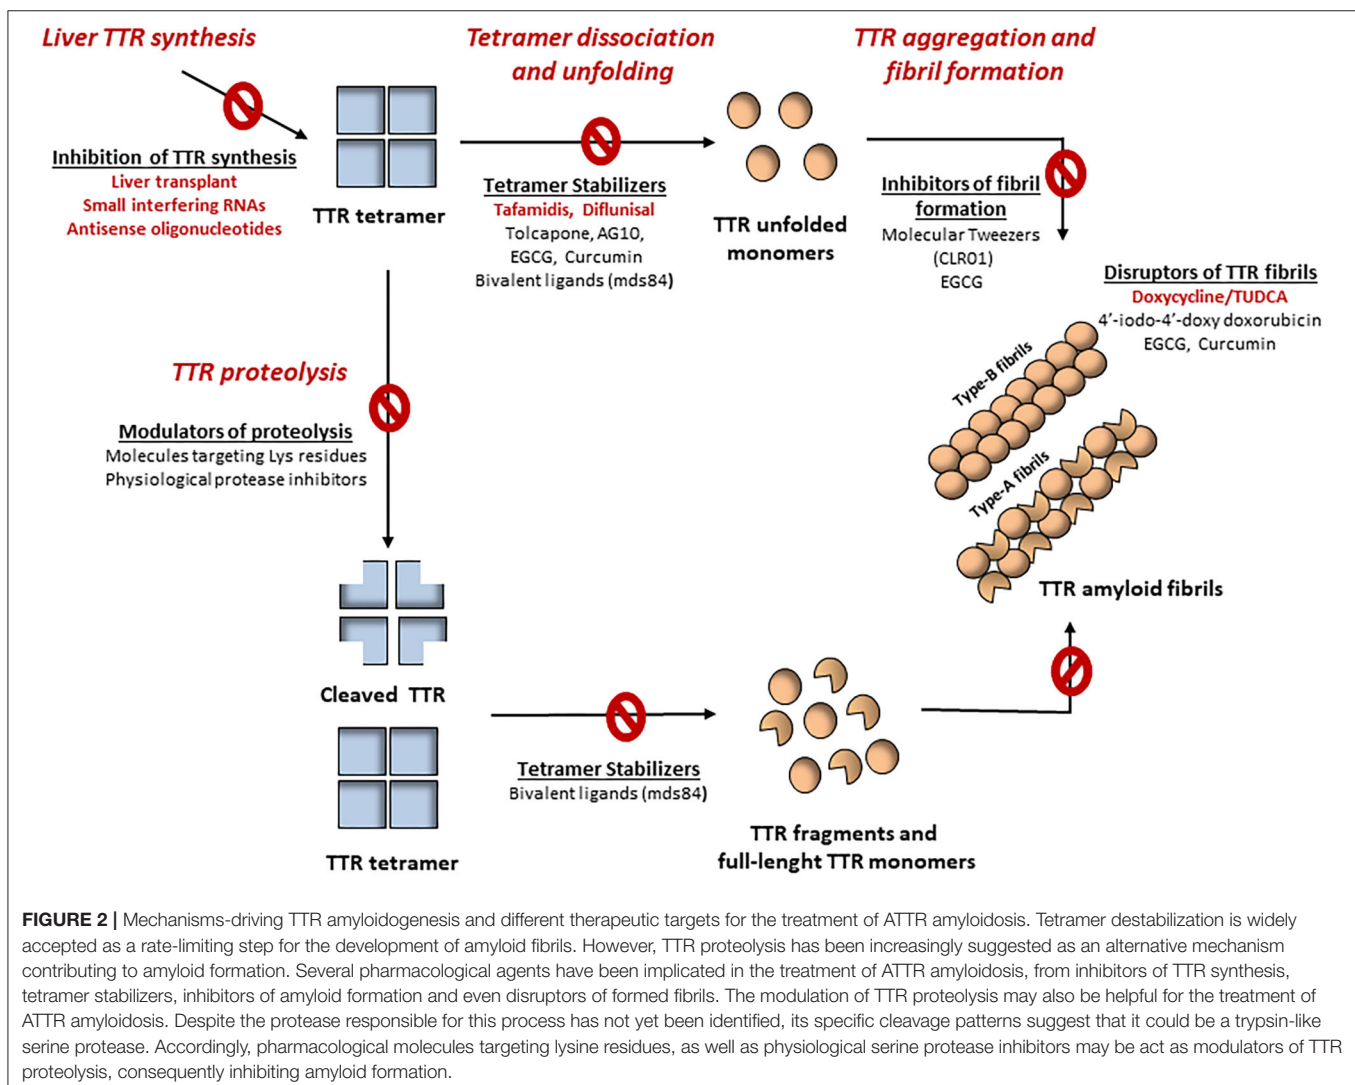 Liver TTR synthesis
Tetramer dissociation
and unfolding
TTR aggregation and
fibril formation
Inhibition of TTR synthesis
Liver transplant
Small interfering RNAs
Antisense oligonucleotides
TTR tetramer
Tetramer Stabilizers
Tafamidis, Diflunisal
Tolcapone, AG10,
EGCG, Curcumin
Bivalent ligands (mds84)
TTR unfolded
monomers
Inhibitors of fibril
formation
Molecular Tweezers
(CLR01)
EGCG
Disruptors of TTR fibrils
Doxycycline/TUDCA
4’-iodo-4’-doxy doxorubicin
EGCG, Curcumin
Type-B fibrils
Type-A fibrils
TTR amyloid fibrils
TTR proteolysis
Modulators of proteolysis
Molecules targeting Lys residues
Physiological protease inhibitors
Cleaved TTR
TTR tetramer
Tetramer Stabilizers
Bivalent ligands (mds84)
TTR fragments and
full-lenght TTR monomers
FIGURE 2 | Mechanisms-driving TTR amyloidogenesis and different therapeutic targets for the treatment of ATTR amyloidosis. Tetramer destabilization is widely
accepted as a rate-limiting step for the development of amyloid fibrils. However, TTR proteolysis has been increasingly suggested as an alternative mechanism
contributing to amyloid formation. Several pharmacological agents have been implicated in the treatment of ATTR amyloidosis, from inhibitors of TTR synthesis,
tetramer stabilizers, inhibitors of amyloid formation and even disruptors of formed fibrils. The modulation of TTR proteolysis may also be helpful for the treatment of
ATTR amyloidosis. Despite the protease responsible for this process has not yet been identified, its specific cleavage patterns suggest that it could be a trypsin-like
serine protease. Accordingly, pharmacological molecules targeting lysine residues, as well as physiological serine protease inhibitors may be act as modulators of TTR
proteolysis, consequently inhibiting amyloid formation.